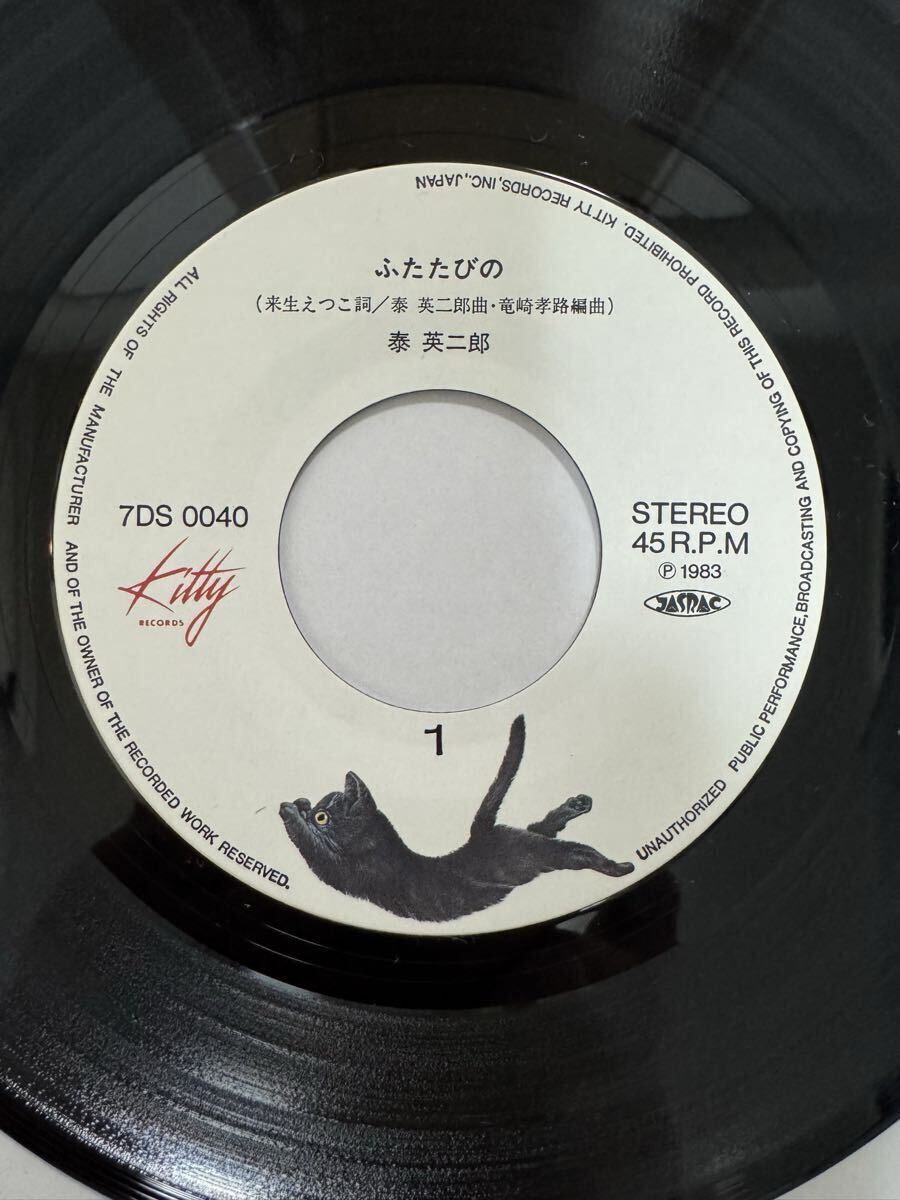 ふたたびの
(来生えつこ詞/泰 英二郎曲・竜崎孝路編曲)
泰 英二郎
7DS 0040
Kitty
RECORDS
STEREO
45 R.P.M
Ⓟ 1983
JASRAC
1
ALL RIGHTS OF THE MANUFACTURER AND OF THE OWNER OF THE RECORDED WORK RESERVED.
UNAUTHORIZED PUBLIC PERFORMANCE, BROADCASTING AND COPYING OF THIS RECORD PROHIBITED. KITTY RECORDS, INC., JAPAN